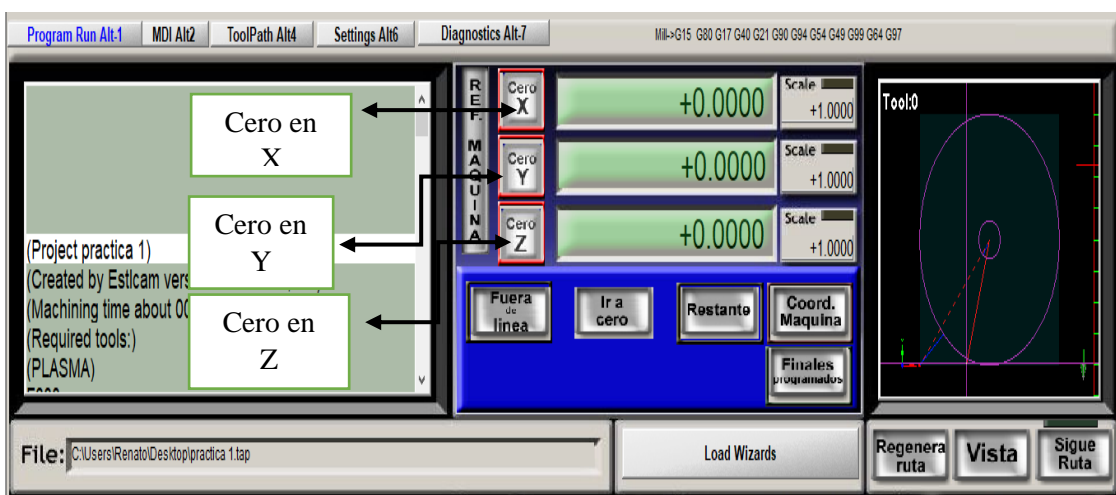 Program Run Alt-1
MDI Alt2
ToolPath Alt4
Settings Alt6
Diagnostics Alt-7
Mill->G15 G80 G17 G40 G21 G90 G94 G54 G49 G99 G64 G97
Cero en
X
Cero en
Y
Cero en
Z
(Project practica 1)
(Created by Estlcam vers
(Machining time about 00
(Required tools:)
(PLASMA)
REF. MAQUINA
Cero
X
+0.0000
Scale
+1.0000
Cero
Y
+0.0000
Scale
+1.0000
Cero
Z
+0.0000
Scale
+1.0000
Fuera
de
linea
Ir a
cero
Restante
Coord.
Maquina
Finales
programados
Tool:0
File: C:\Users\Renato\Desktop\practica 1.tap
Load Wizards
Regenera
ruta
Vista
Sigue
Ruta